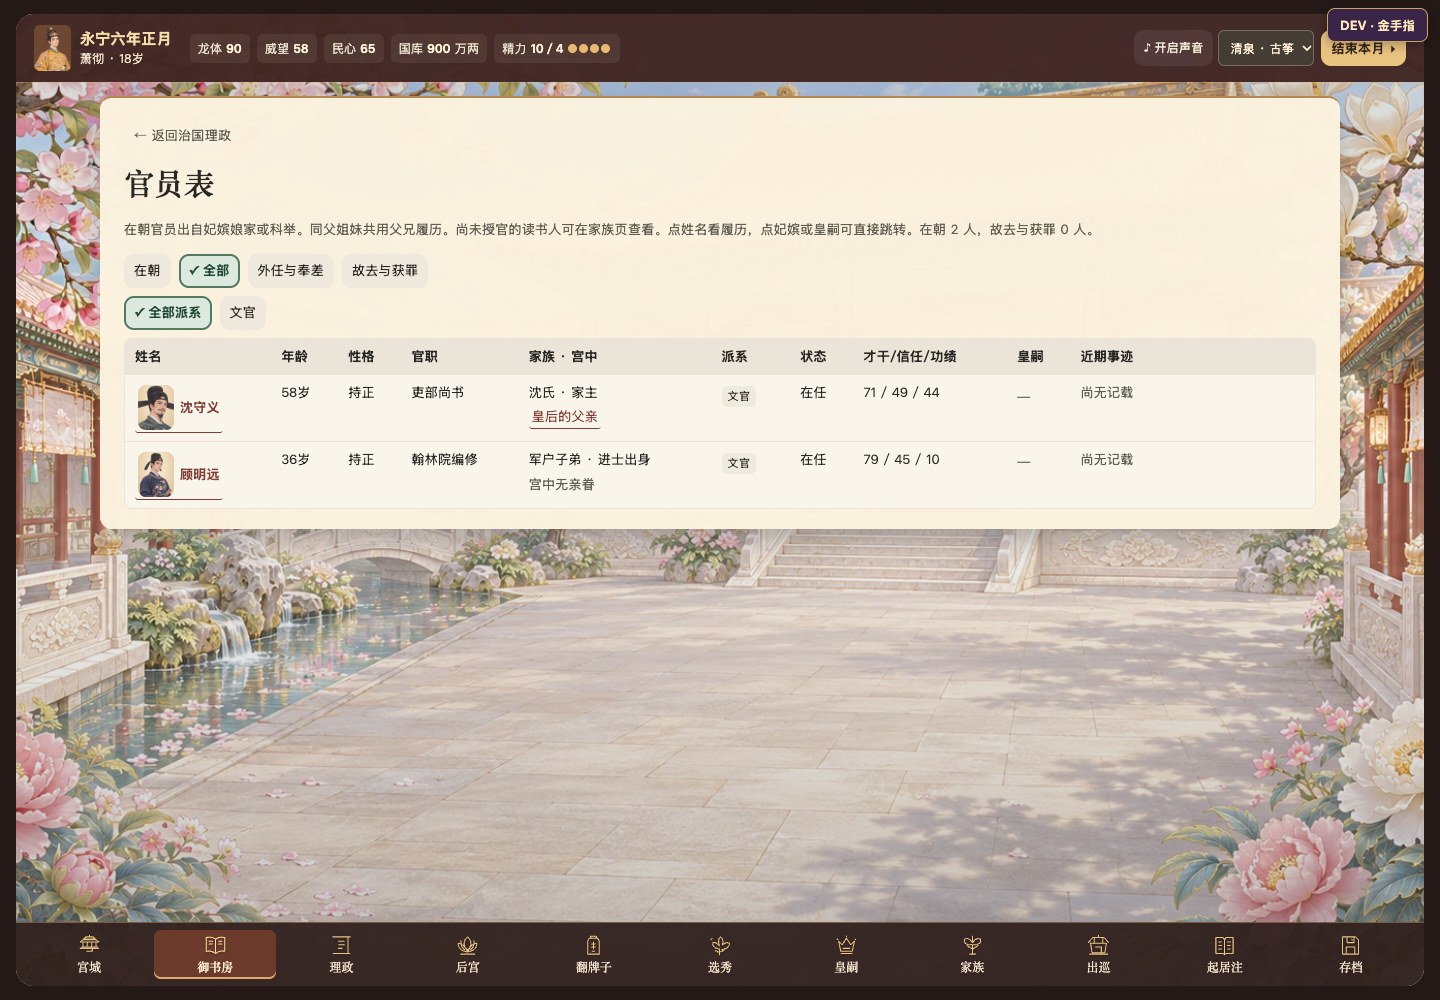 永宁六年正月
萧彻 · 18岁
龙体 90
威望 58
民心 65
国库 900 万两
精力 10 / 4
♪ 开启声音
清泉 · 古筝
DEV · 金手指
结束本月
← 返回治国理政
官员表
在朝官员出自妃嫔娘家或科举。同父姐妹共用父兄履历。尚未授官的读书人可在家族页查看。点姓名看履历，点妃嫔或皇嗣可直接跳转。在朝 2 人，故去与获罪 0 人。
在朝 ✓ 全部 外任与奉差 故去与获罪
✓ 全部派系 文官
姓名 年龄 性格 官职 家族 · 宫中 派系 状态 才干/信任/功绩 皇嗣 近期事迹
沈守义 58岁 持正 吏部尚书 沈氏 · 家主 文官 在任 71 / 49 / 44 — 尚无记载
皇后的父亲
顾明远 36岁 持正 翰林院编修 军户子弟 · 进士出身 文官 在任 79 / 45 / 10 — 尚无记载
宫中无亲眷
宫城 御书房 理政 后宫 翻牌子 选秀 皇嗣 家族 出巡 起居注 存档